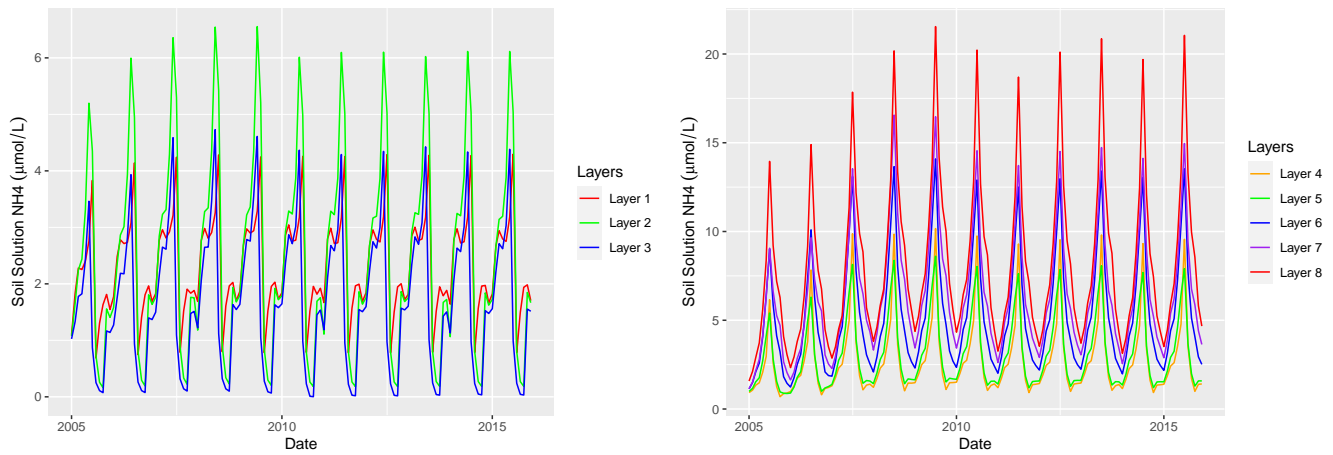 Soil Solution NH4 (μmol/L)
6
4
2
0
2005
2010
2015
Date
Layers
Layer 1
Layer 2
Layer 3
Soil Solution NH4 (μmol/L)
20
15
10
5
0
2005
2010
2015
Date
Layers
Layer 4
Layer 5
Layer 6
Layer 7
Layer 8